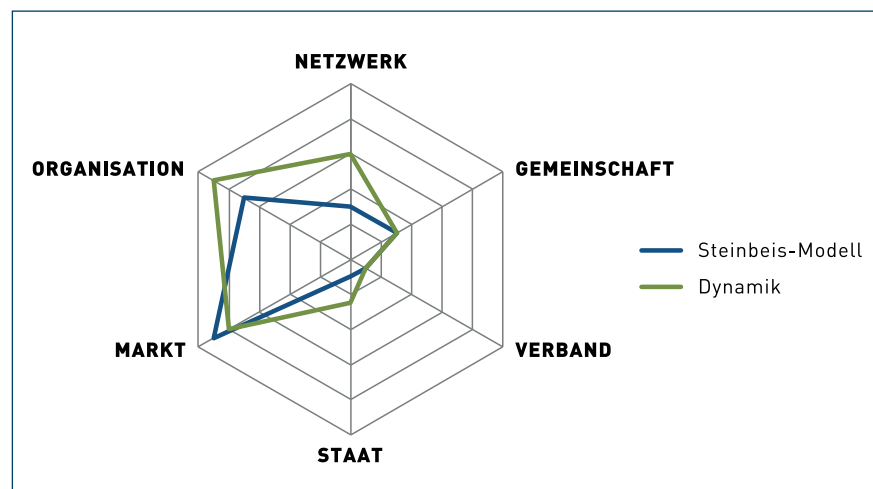 NETZWERK
ORGANISATION
GEMEINSCHAFT
Steinbeis-Modell
Dynamik
MARKT
VERBAND
STAAT